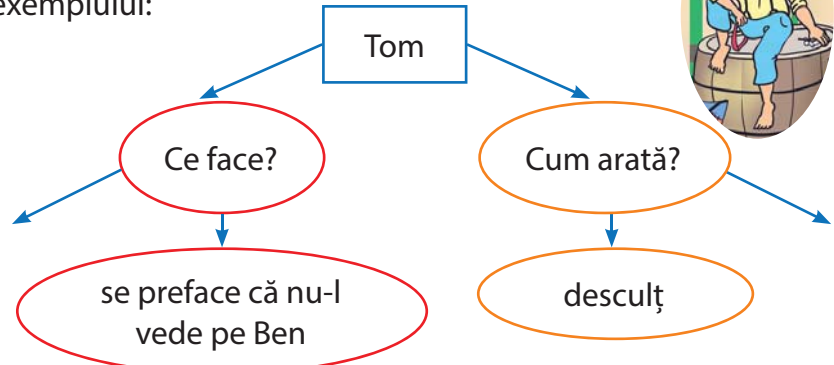 exemplului:
Tom
Ce face?
Cum arată?
se preface că nu-l
vede pe Ben
desculț